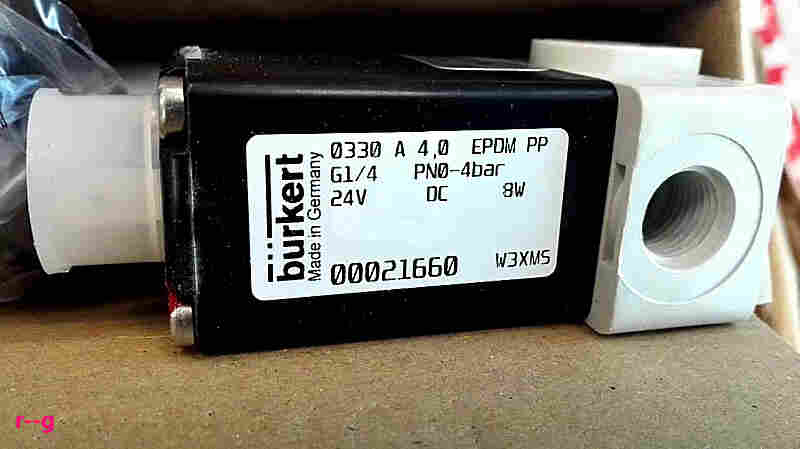 0330 A 4,0 EPDM PP
G1/4 PN0-4bar
24V DC 8W
00021660 W3XMS
bürkert
Made in Germany
r--g